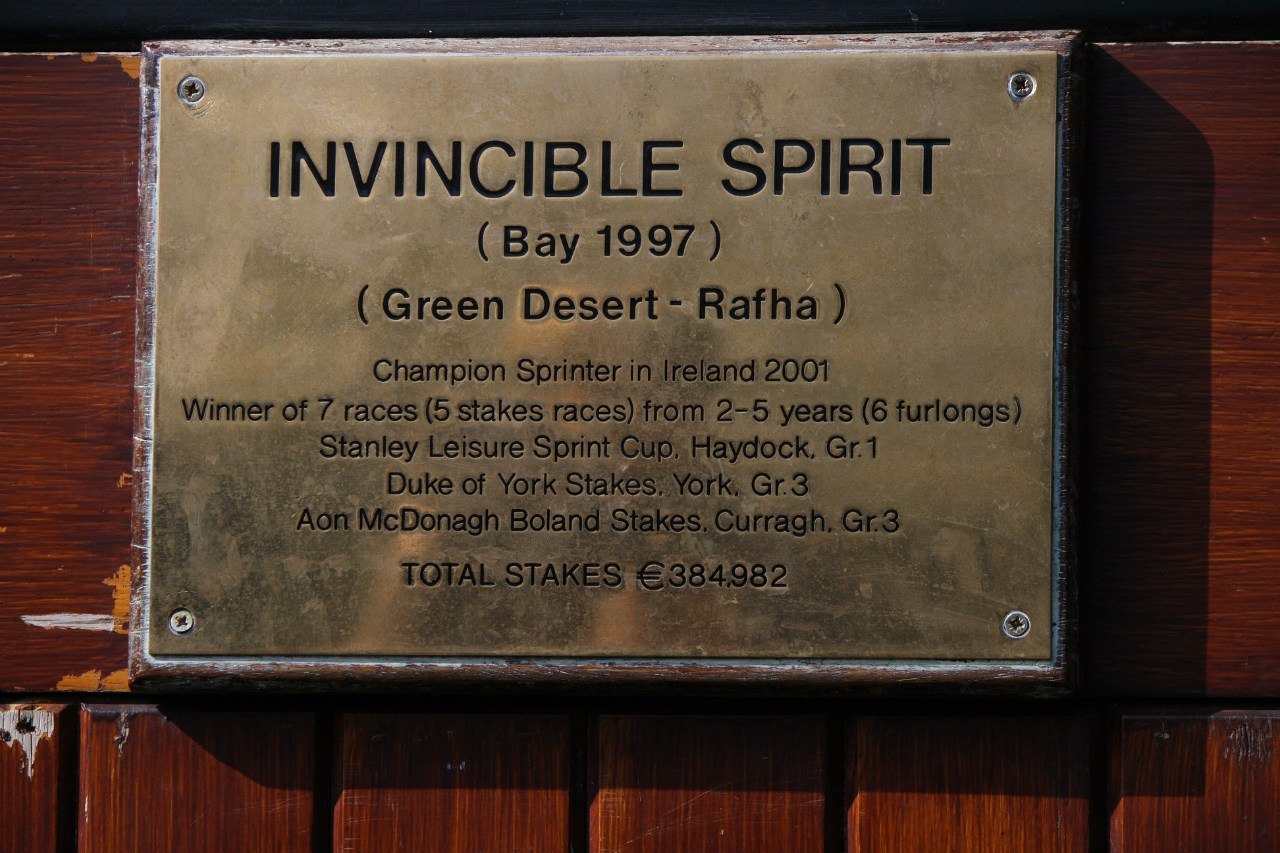 INVINCIBLE SPIRIT
( Bay 1997 )
( Green Desert - Rafha )
Champion Sprinter in Ireland 2001
Winner of 7 races (5 stakes races) from 2-5 years (6 furlongs)
Stanley Leisure Sprint Cup, Haydock, Gr.1
Duke of York Stakes, York, Gr.3
Aon McDonagh Boland Stakes, Curragh, Gr.3
TOTAL STAKES €384,982